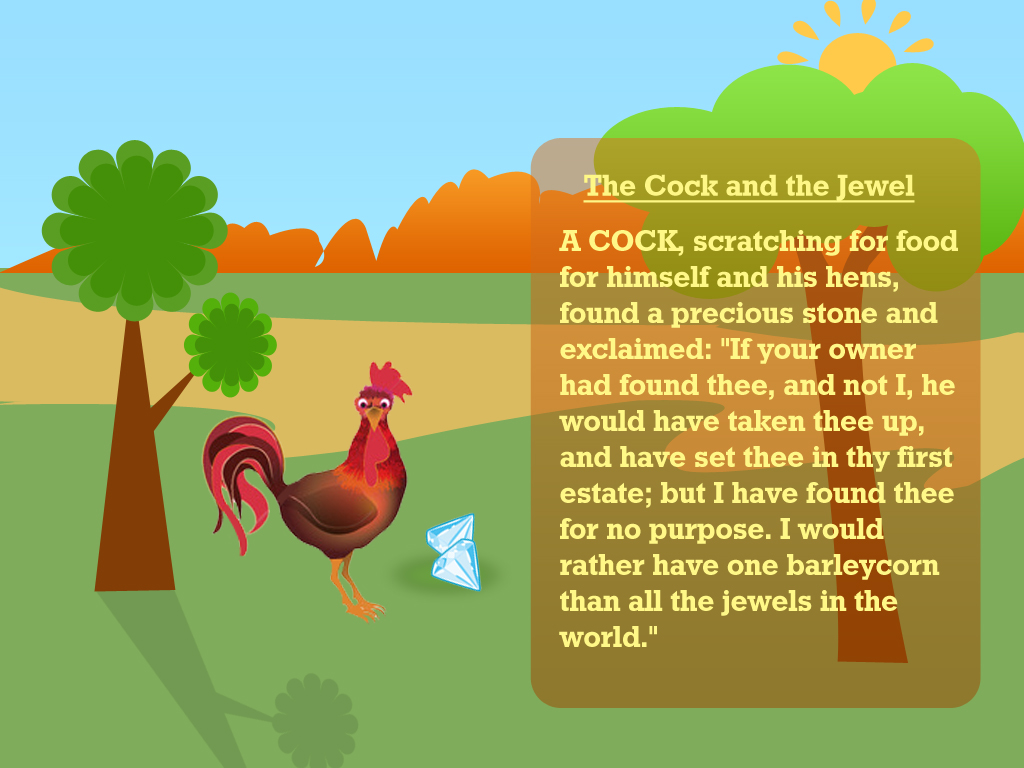 The Cock and the Jewel
A COCK, scratching for food
for himself and his hens,
found a precious stone and
exclaimed: "If your owner
had found thee, and not I, he
would have taken thee up,
and have set thee in thy first
estate; but I have found thee
for no purpose. I would
rather have one barleycorn
than all the jewels in the
world."